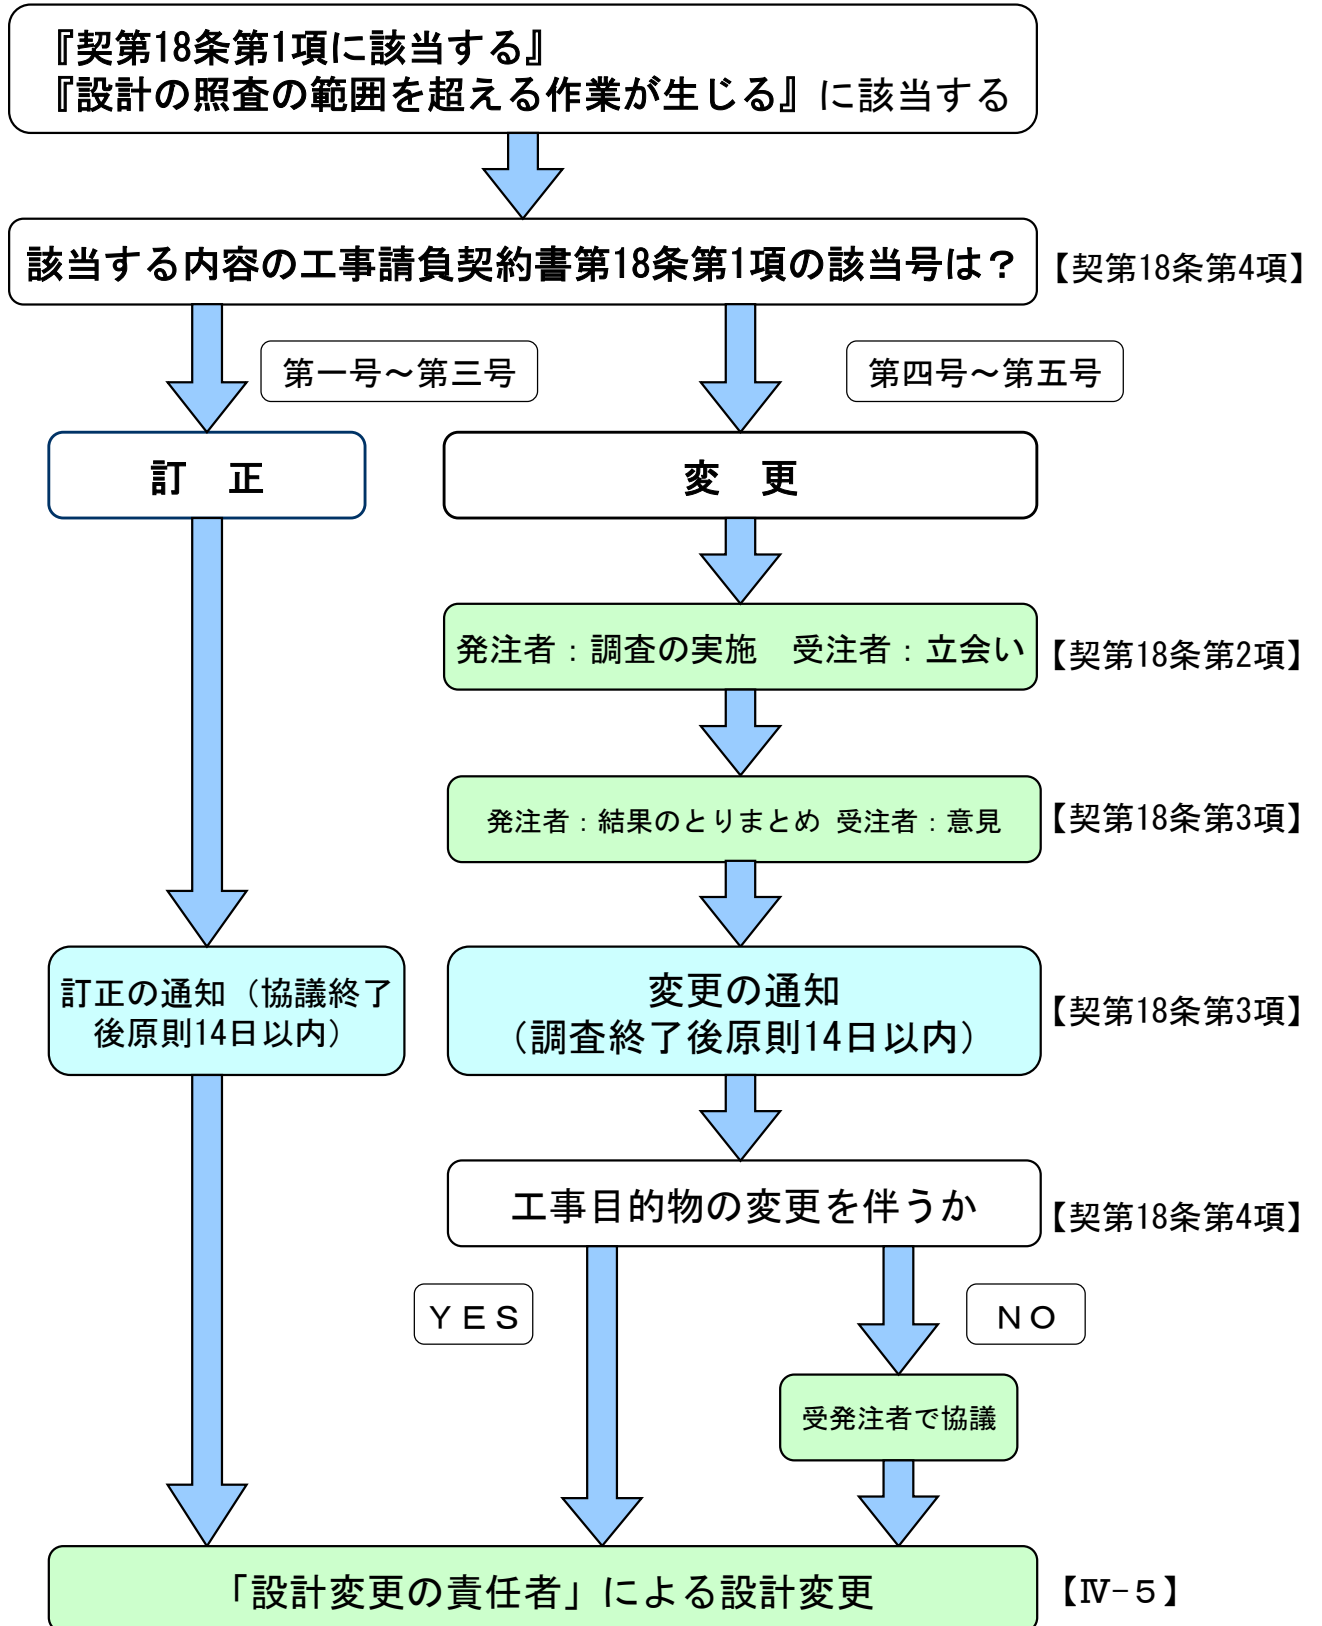 『契第18条第1項に該当する』
『設計の照査の範囲を超える作業が生じる』に該当する
該当する内容の工事請負契約書第18条第1項の該当号は？
【契第18条第4項】
第一号～第三号
第四号～第五号
訂　正
変　更
発注者：調査の実施　受注者：立会い
【契第18条第2項】
発注者：結果のとりまとめ 受注者：意見
【契第18条第3項】
訂正の通知（協議終了
後原則14日以内）
変更の通知
（調査終了後原則14日以内）
【契第18条第3項】
工事目的物の変更を伴うか
【契第18条第4項】
ＹＥＳ
ＮＯ
受発注者で協議
「設計変更の責任者」による設計変更
【Ⅳ-５】